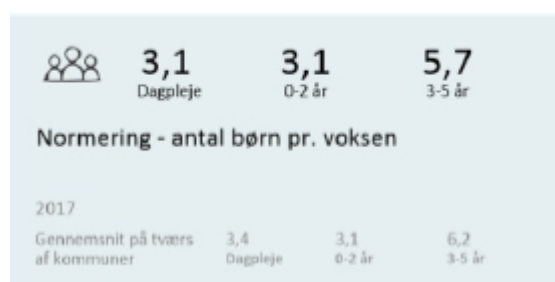 3,1 3,1 5,7
Dagpleje 0-2 år 3-5 år
Normering - antal børn pr. voksen
2017
Gennemsnit på tværs 3,4 3,1 6,2
af kommuner Dagpleje 0-2 år 3-5 år